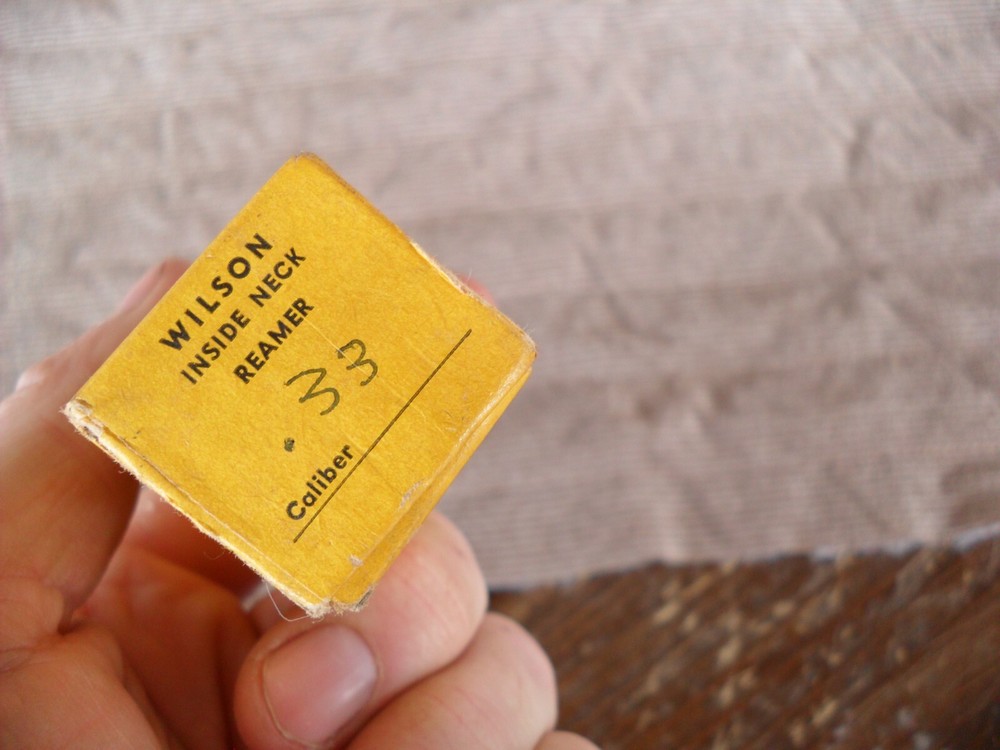 WILSON
INSIDE NECK
REAMER
.33
Caliber